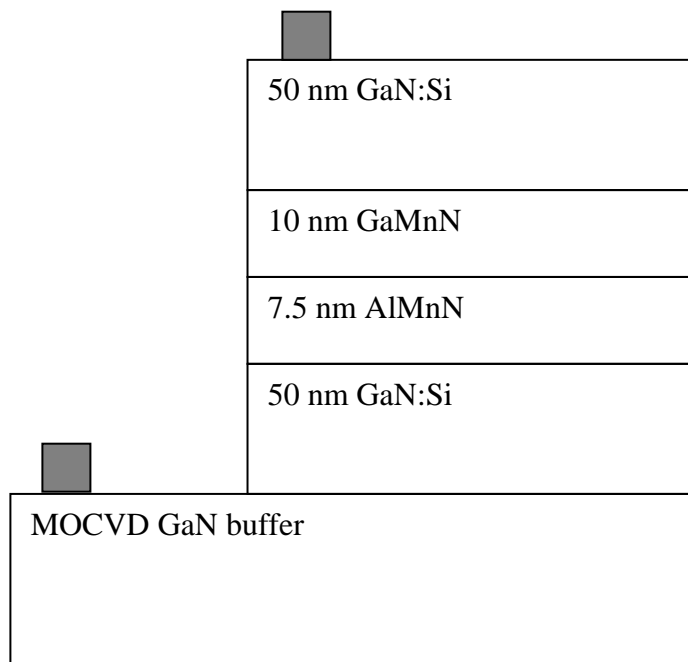 50 nm GaN:Si
10 nm GaMnN
7.5 nm AlMnN
50 nm GaN:Si
MOCVD GaN buffer